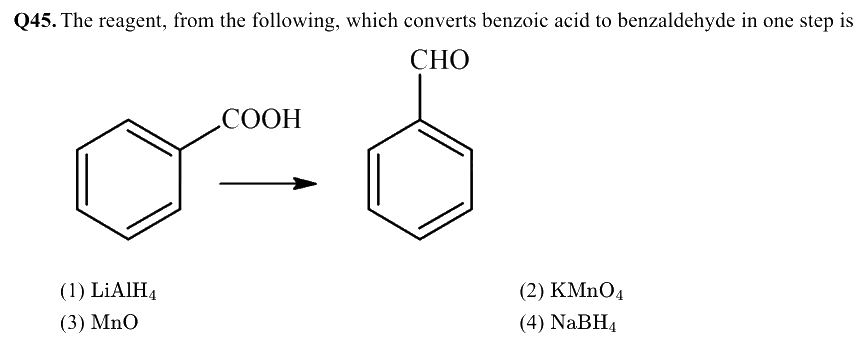 Q45. The reagent, from the following, which converts benzoic acid to benzaldehyde in one step is
CHO
COOH
(1) LiAlH₄
(2) KMnO₄
(3) MnO
(4) NaBH₄